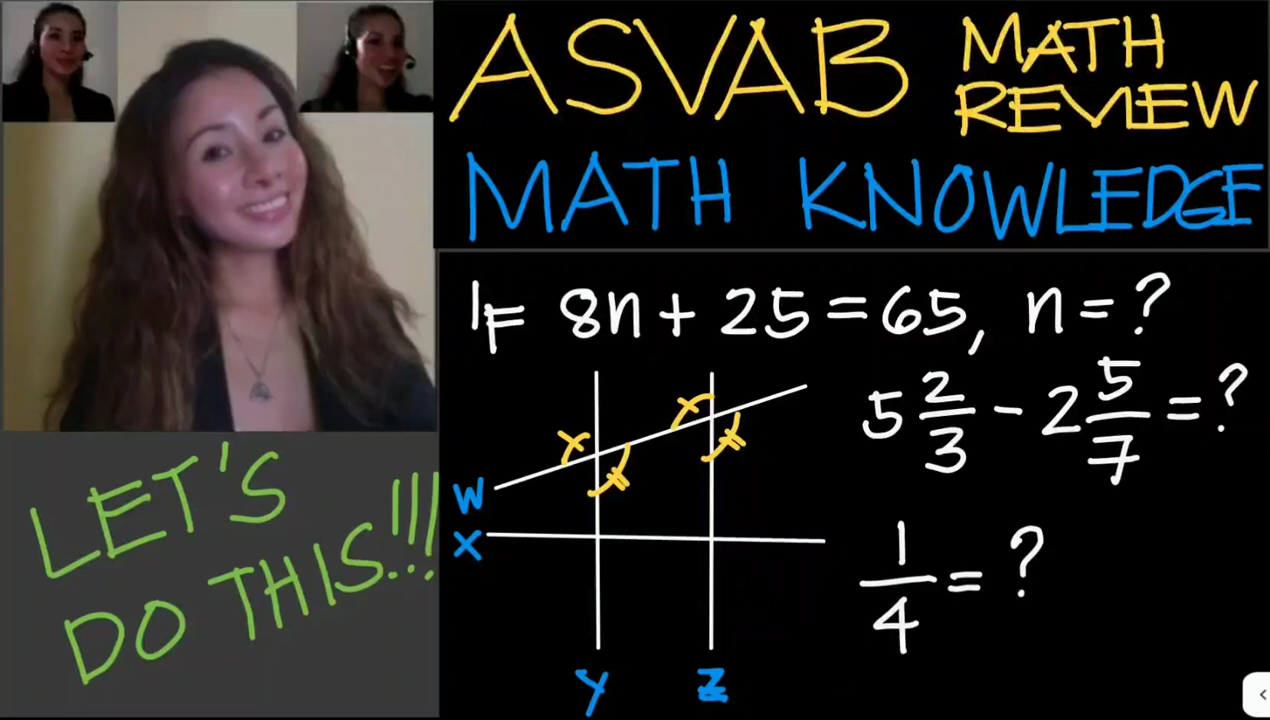 ASVAB MATH REVIEW
MATH KNOWLEDGE
IF 8n + 25 = 65, n = ?
5 2/3 - 2 5/7 = ?
W
X
Y
Z
1/4 = ?
LET'S
DO THIS!!!